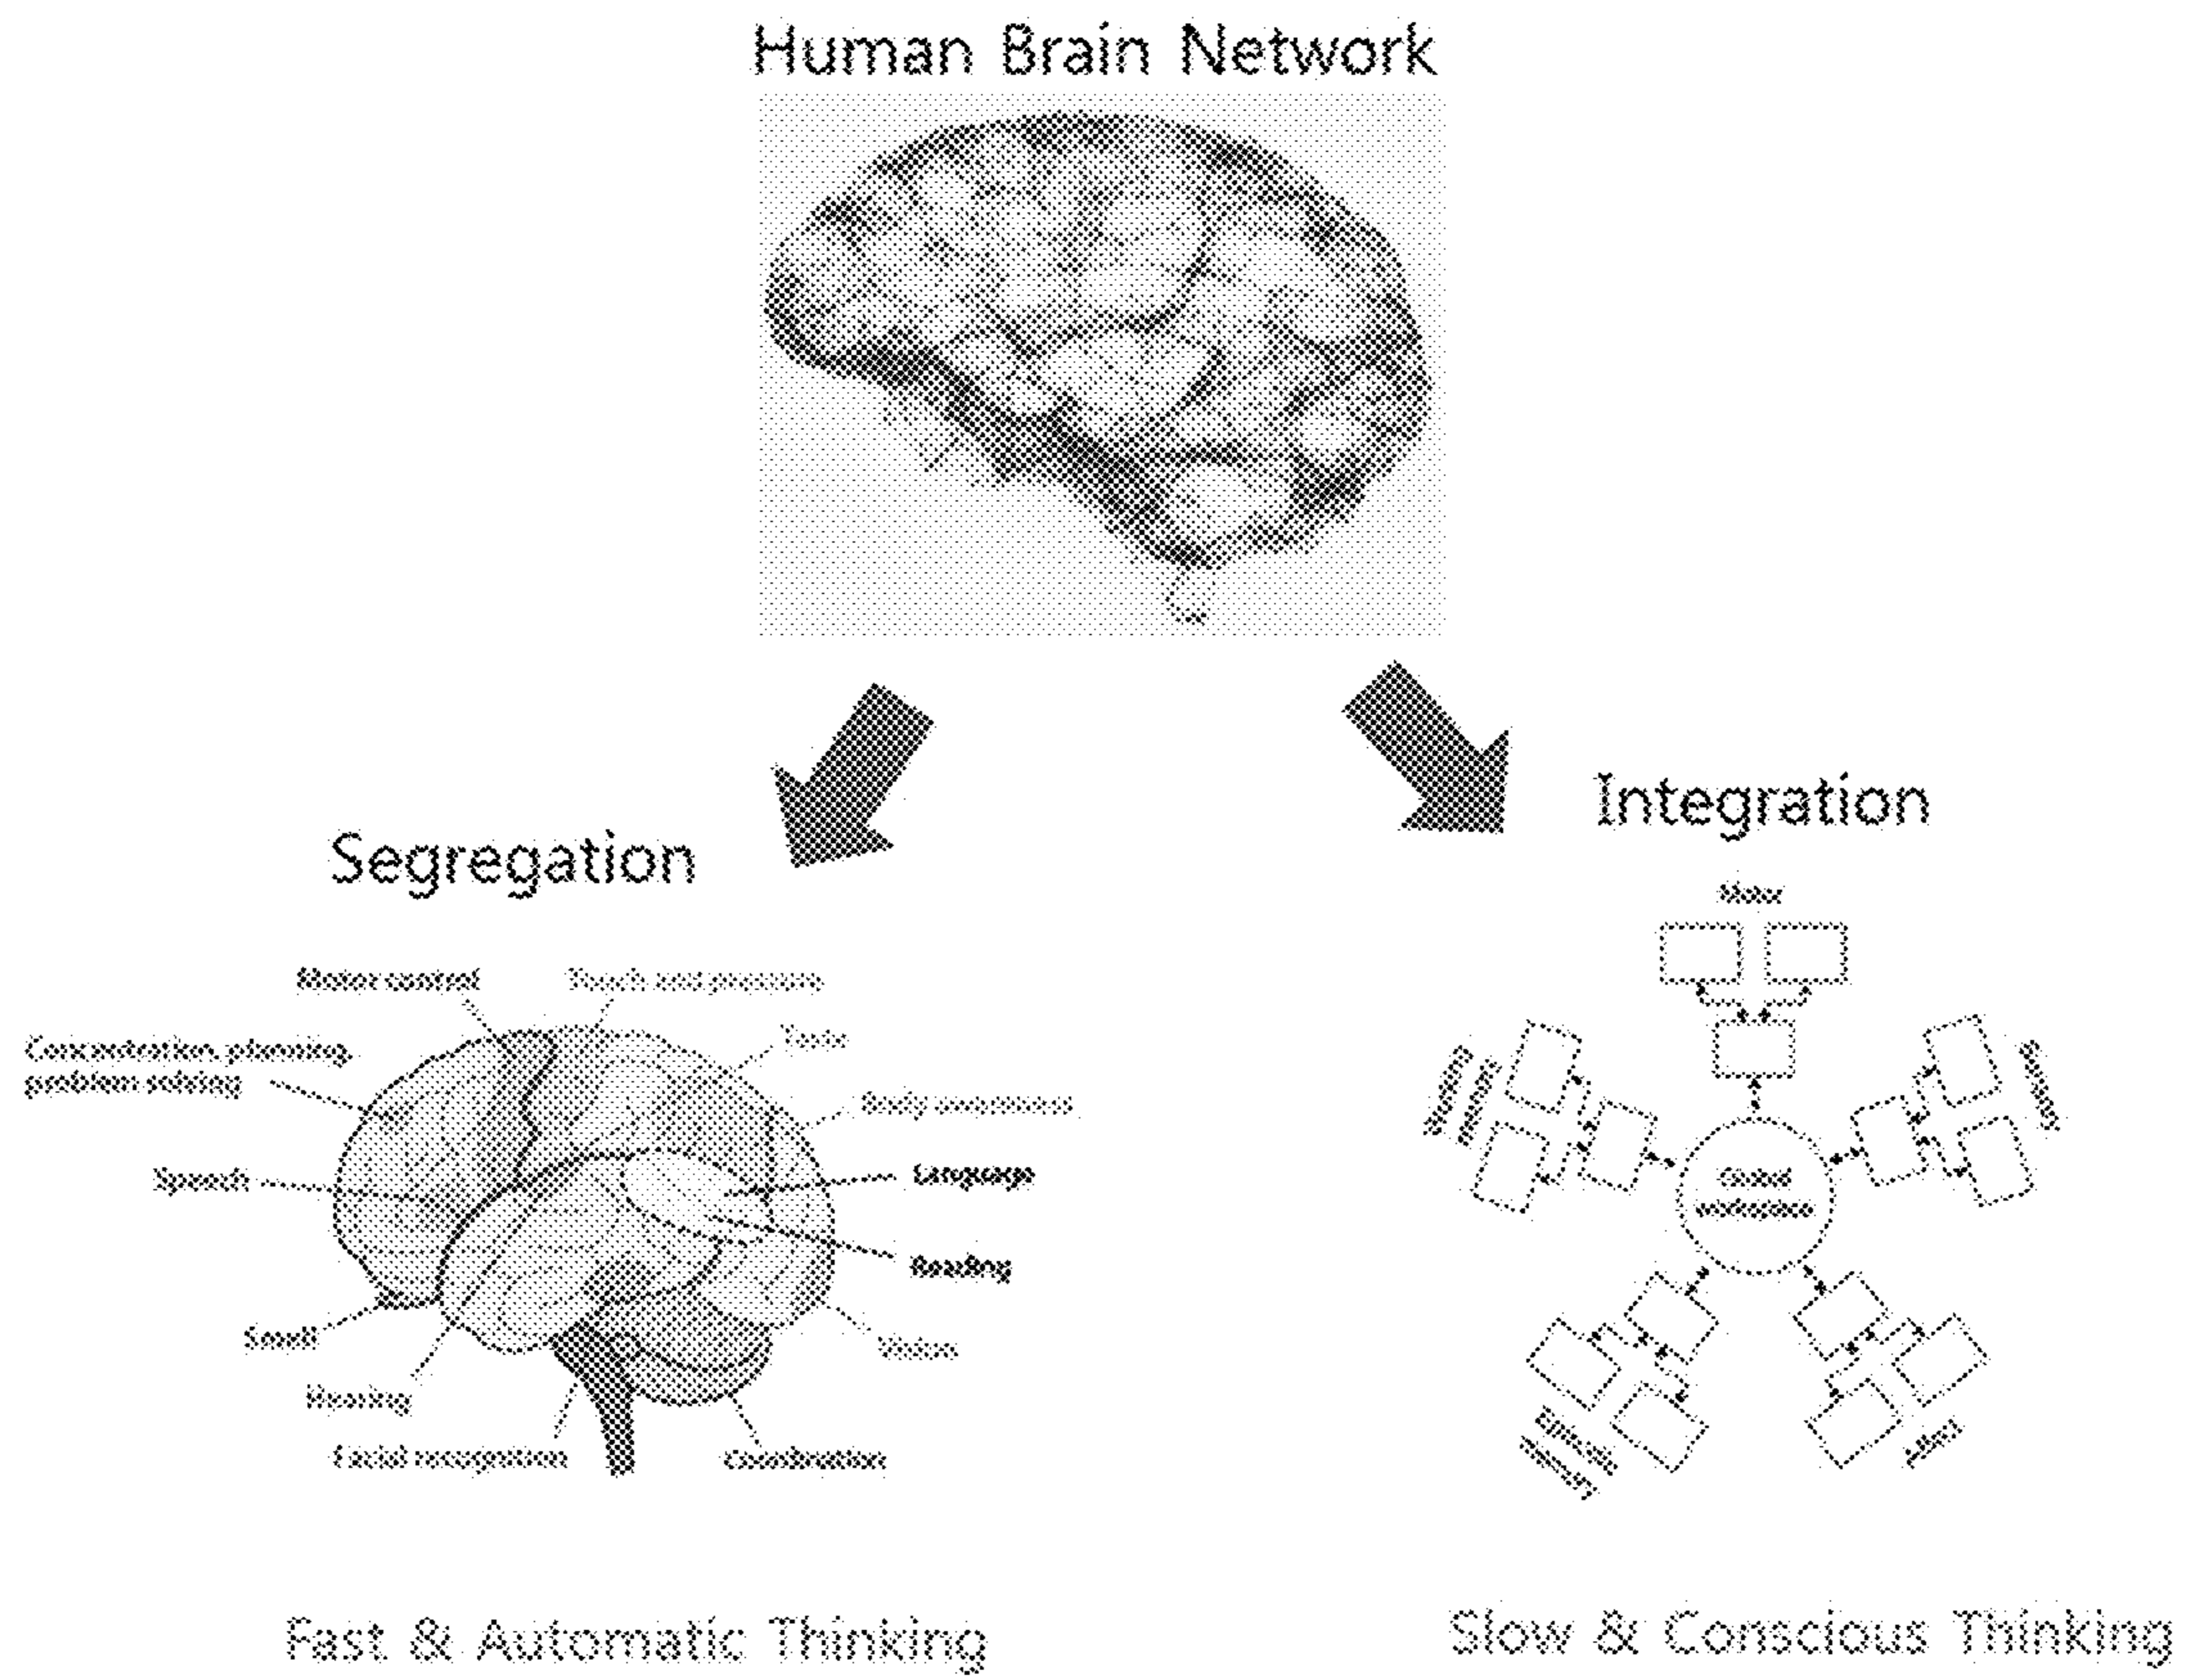 Human Brain Network
Segregation
Integration
Motor control
Touch and pressure
Taste
Concentration, planning,
problem solving
Body awareness
Speech
Language
Reading
Smell
Vision
Hearing
Facial recognition
Coordination
Global
workspace
Fast & Automatic Thinking
Slow & Conscious Thinking